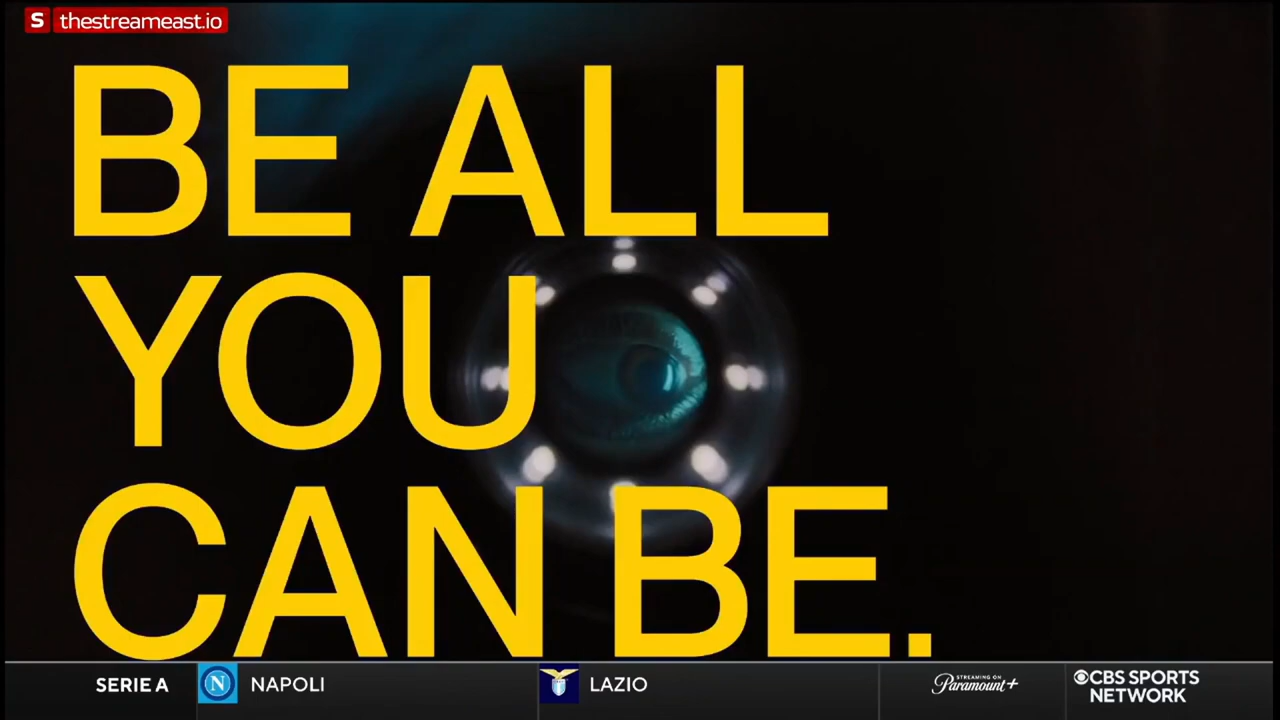 S thestreameast.io
BE ALL
YOU
CAN BE.
SERIE A N NAPOLI LAZIO STREAMING ON Paramount+ CBS SPORTS NETWORK